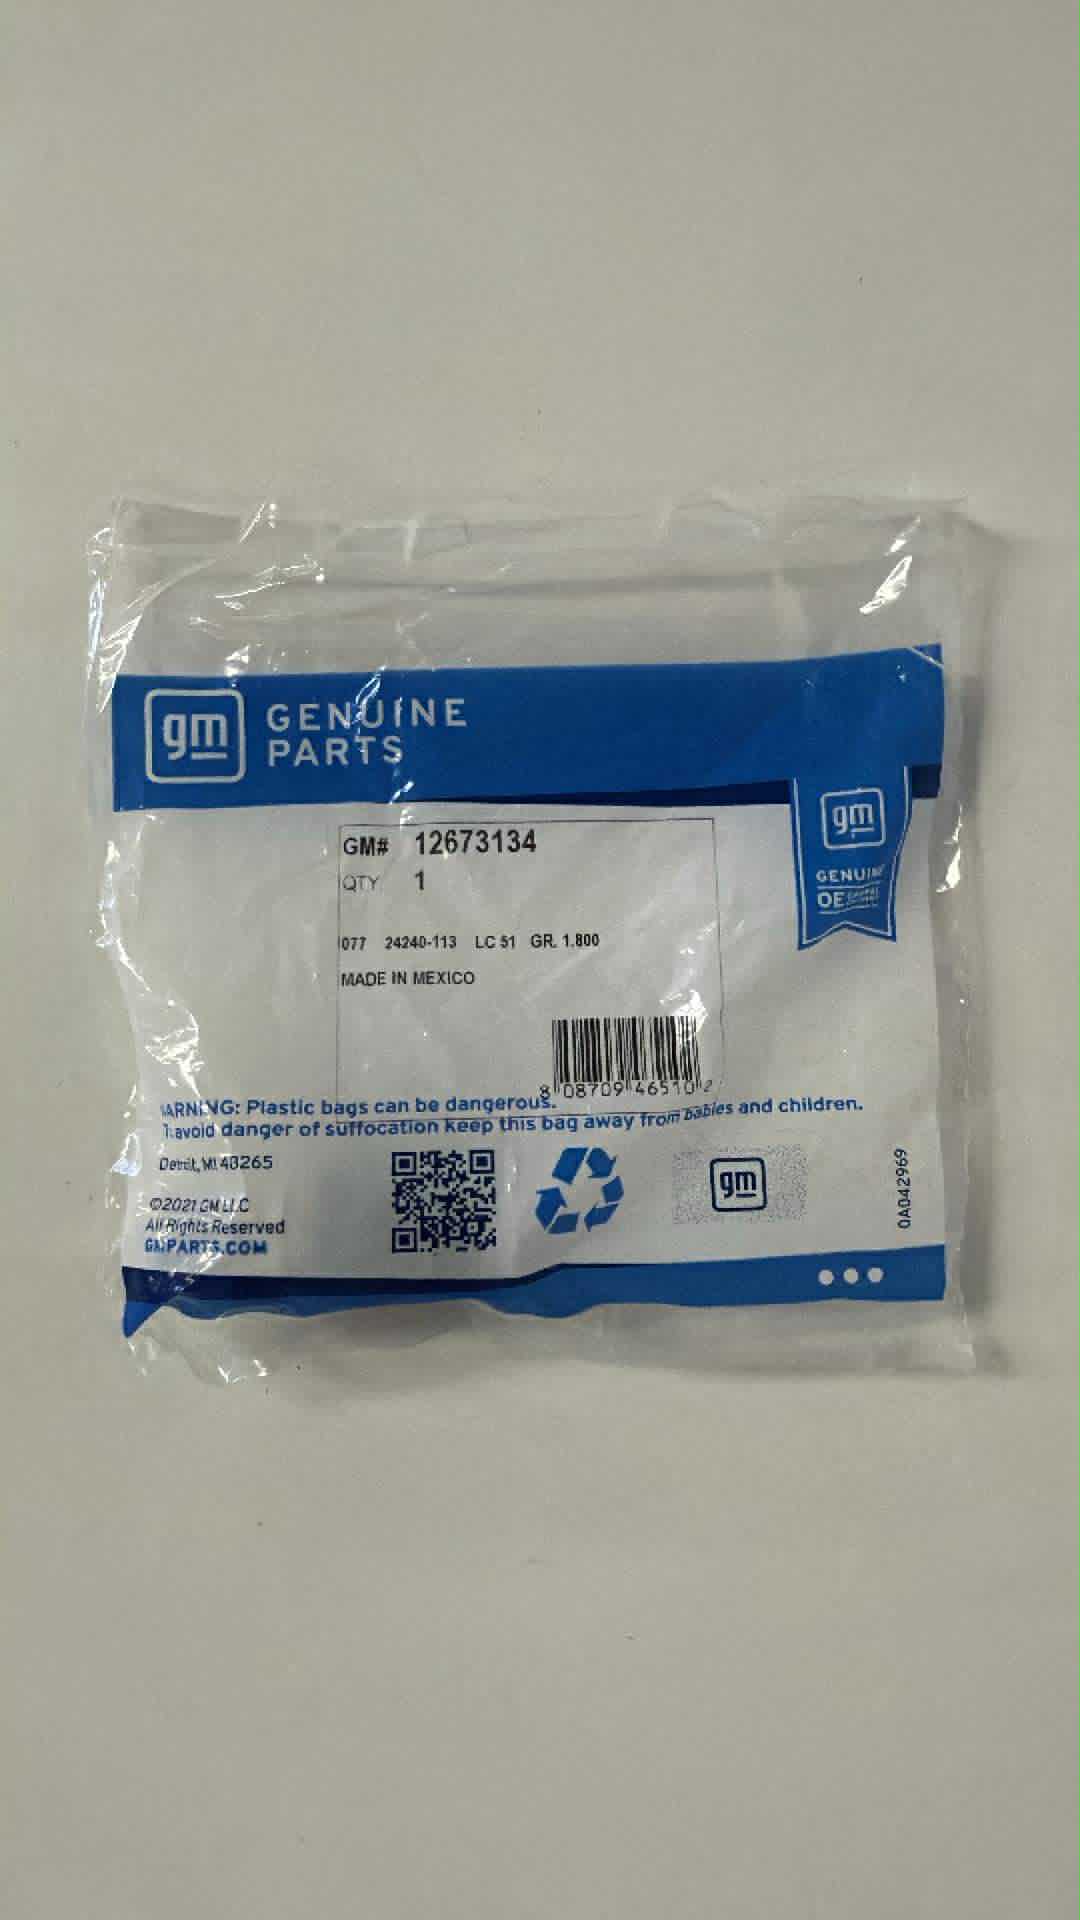 gm GENUINE
PARTS
gm
GENUINE
OE
GM# 12673134
QTY 1
077 24240-113 LC 51 GR. 1.800
MADE IN MEXICO
8 08709 46510 2
WARNING: Plastic bags can be dangerous.
To avoid danger of suffocation keep this bag away from babies and children.
Detroit, MI 48265
©2021 GM LLC
All Rights Reserved
GMPARTS.COM
gm
0A042969